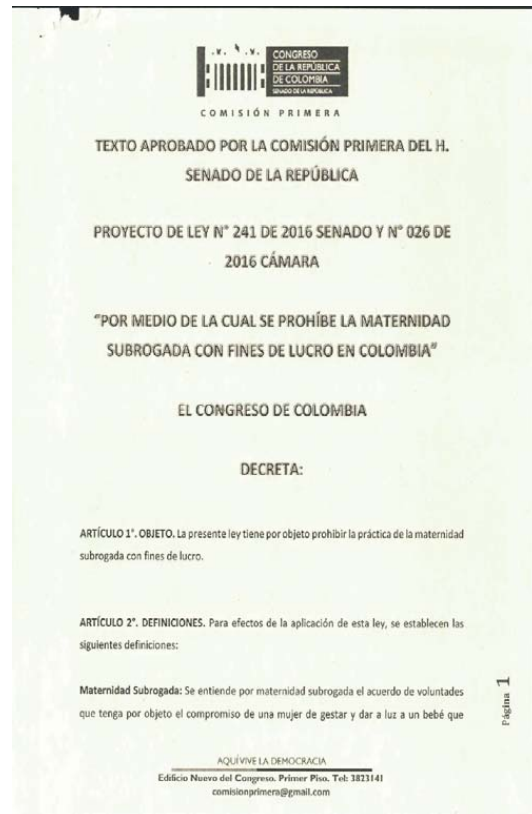 CONGRESO
DE LA REPÚBLICA
DE COLOMBIA
SENADO DE LA REPÚBLICA
COMISIÓN PRIMERA
TEXTO APROBADO POR LA COMISIÓN PRIMERA DEL H.
SENADO DE LA REPÚBLICA
PROYECTO DE LEY N° 241 DE 2016 SENADO Y N° 026 DE
2016 CÁMARA
"POR MEDIO DE LA CUAL SE PROHÍBE LA MATERNIDAD
SUBROGADA CON FINES DE LUCRO EN COLOMBIA"
EL CONGRESO DE COLOMBIA
DECRETA:
ARTÍCULO 1°. OBJETO. La presente ley tiene por objeto prohibir la práctica de la maternidad
subrogada con fines de lucro.
ARTÍCULO 2°. DEFINICIONES. Para efectos de la aplicación de esta ley, se establecen las
siguientes definiciones:
Maternidad Subrogada: Se entiende por maternidad subrogada el acuerdo de voluntades
que tenga por objeto el compromiso de una mujer de gestar y dar a luz a un bebé que
Página 1
AQUÍ VIVE LA DEMOCRACIA
Edificio Nuevo del Congreso. Primer Piso. Tel: 3823141
comisionprimera@gmail.com